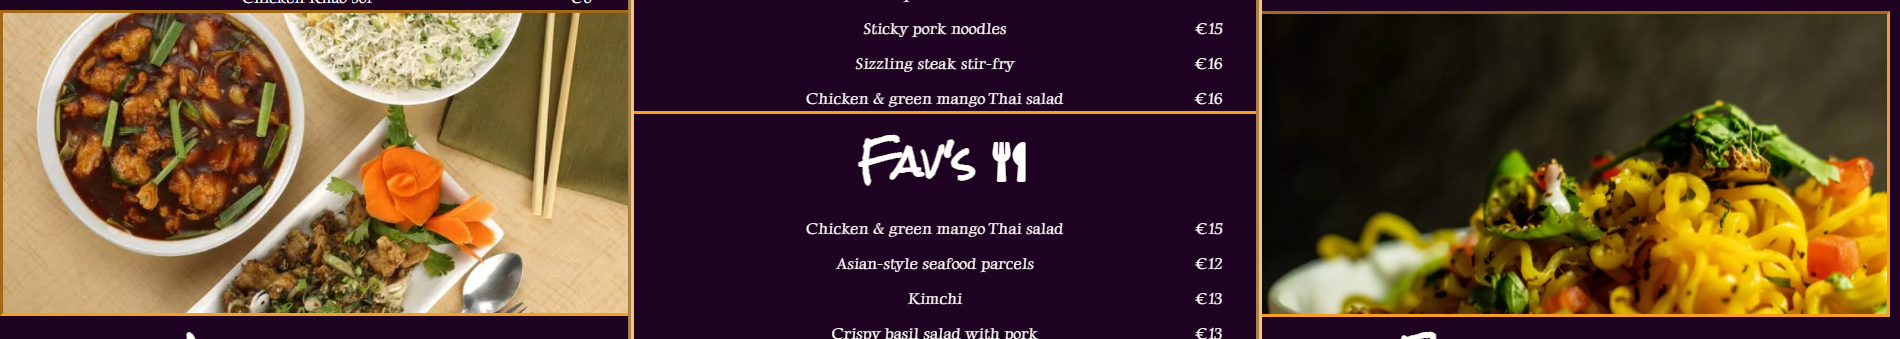 Chicken Khao soi
Sticky pork noodles €15
Sizzling steak stir-fry €16
Chicken & green mango Thai salad €16
Fav's
Chicken & green mango Thai salad €15
Asian-style seafood parcels €12
Kimchi €13
Crispy basil salad with pork €13